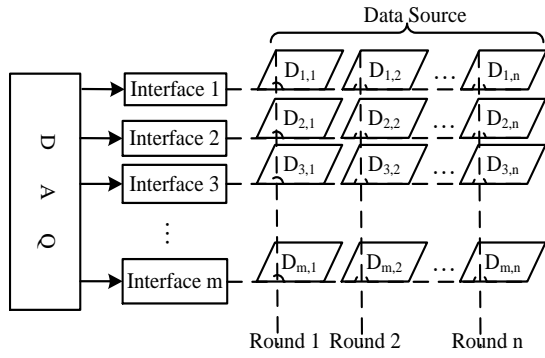 Data Source
D A Q
Interface 1 D1,1 D1,2 … D1,n
Interface 2 D2,1 D2,2 … D2,n
Interface 3 D3,1 D3,2 D3,n
⋮
Interface m Dm,1 Dm,2 … Dm,n
Round 1 Round 2 Round n